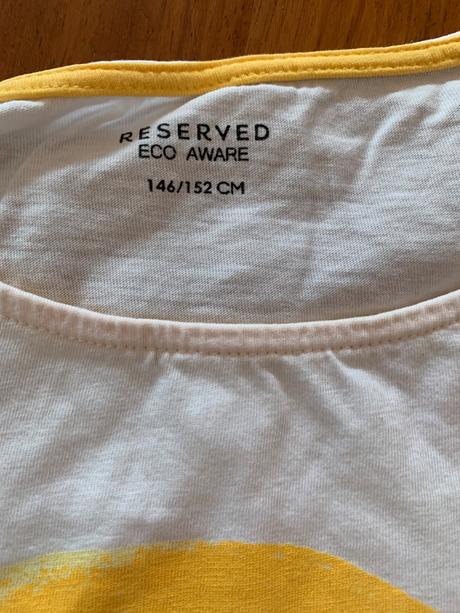 RESERVED
ECO AWARE
146/152 CM